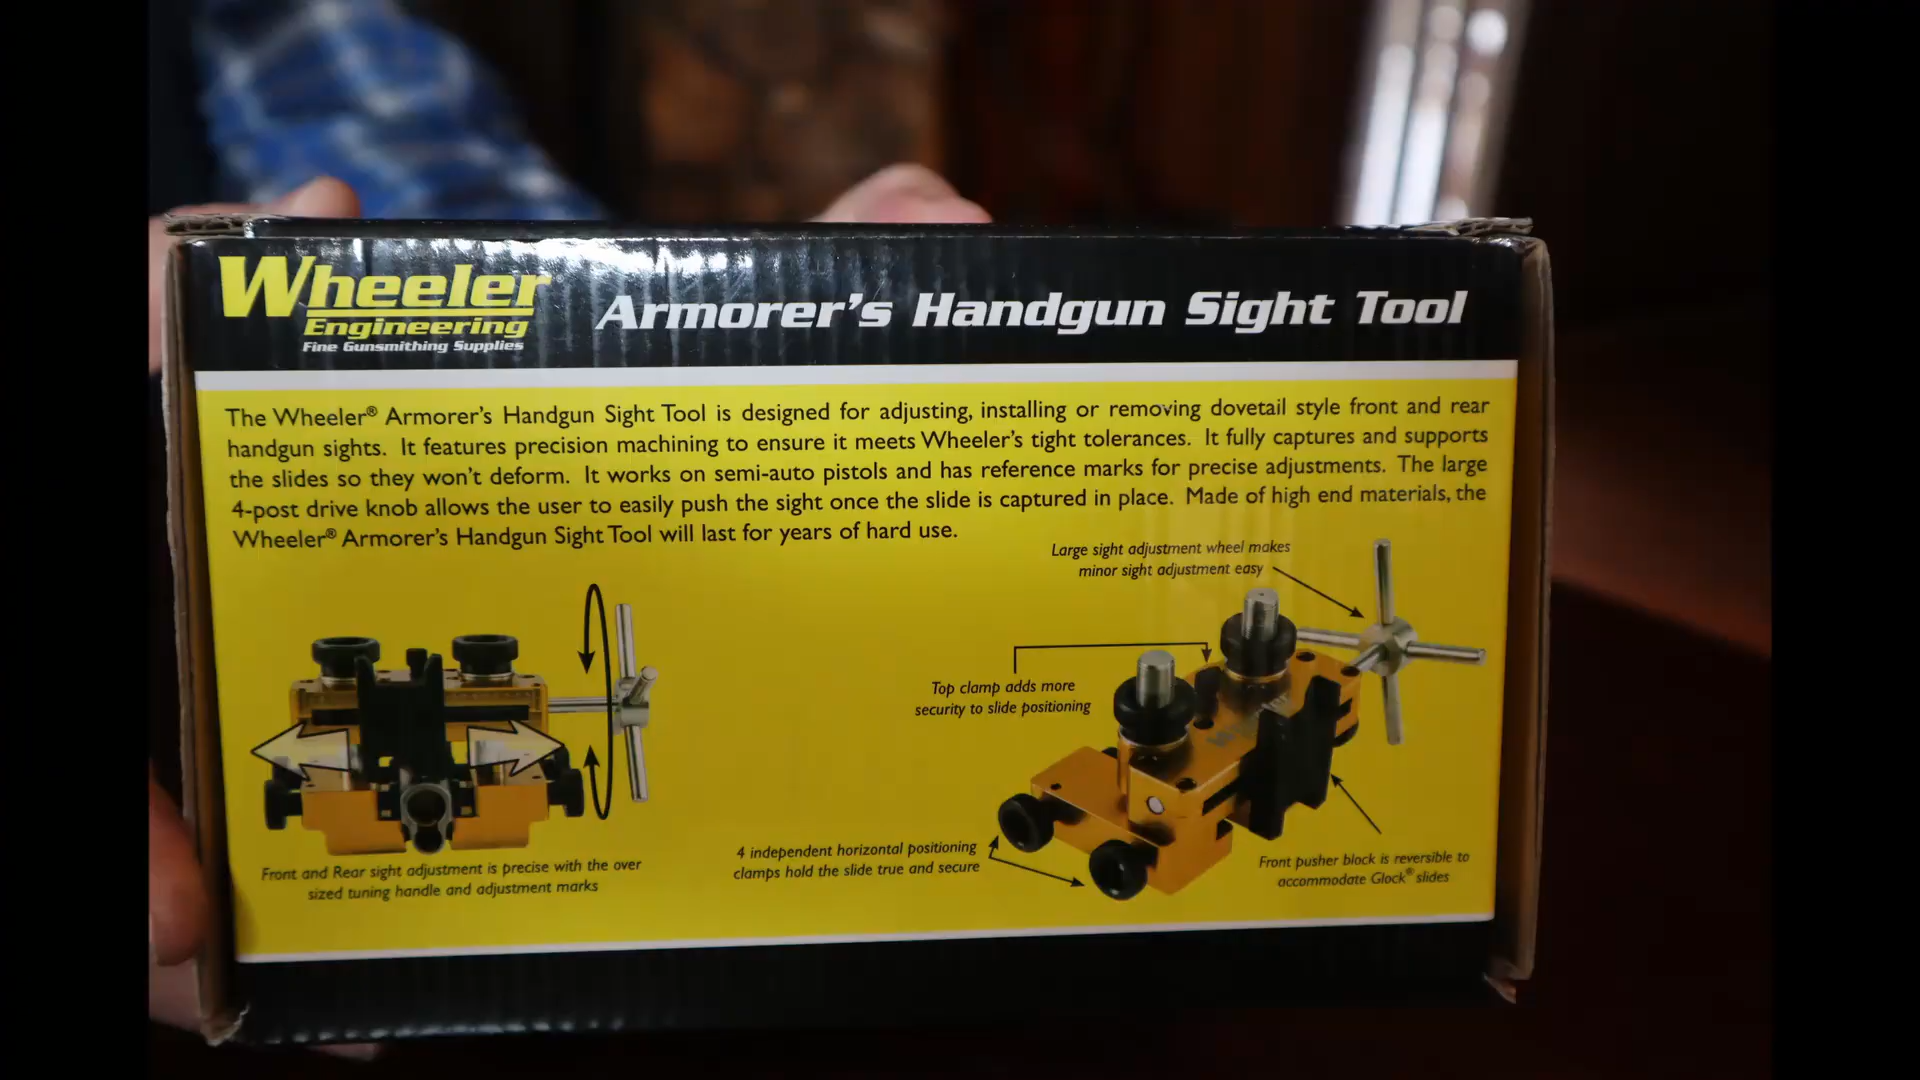 Wheeler
Engineering
Fine Gunsmithing Supplies
Armorer's Handgun Sight Tool
The Wheeler® Armorer's Handgun Sight Tool is designed for adjusting, installing or removing dovetail style front and rear
handgun sights. It features precision machining to ensure it meets Wheeler's tight tolerances. It fully captures and supports
the slides so they won't deform. It works on semi-auto pistols and has reference marks for precise adjustments. The large
4-post drive knob allows the user to easily push the sight once the slide is captured in place. Made of high end materials, the
Wheeler® Armorer's Handgun Sight Tool will last for years of hard use.
Large sight adjustment wheel makes
minor sight adjustment easy
Top clamp adds more
security to slide positioning
4 independent horizontal positioning
clamps hold the slide true and secure
Front pusher block is reversible to
accommodate Glock® slides
Front and Rear sight adjustment is precise with the over
sized tuning handle and adjustment marks